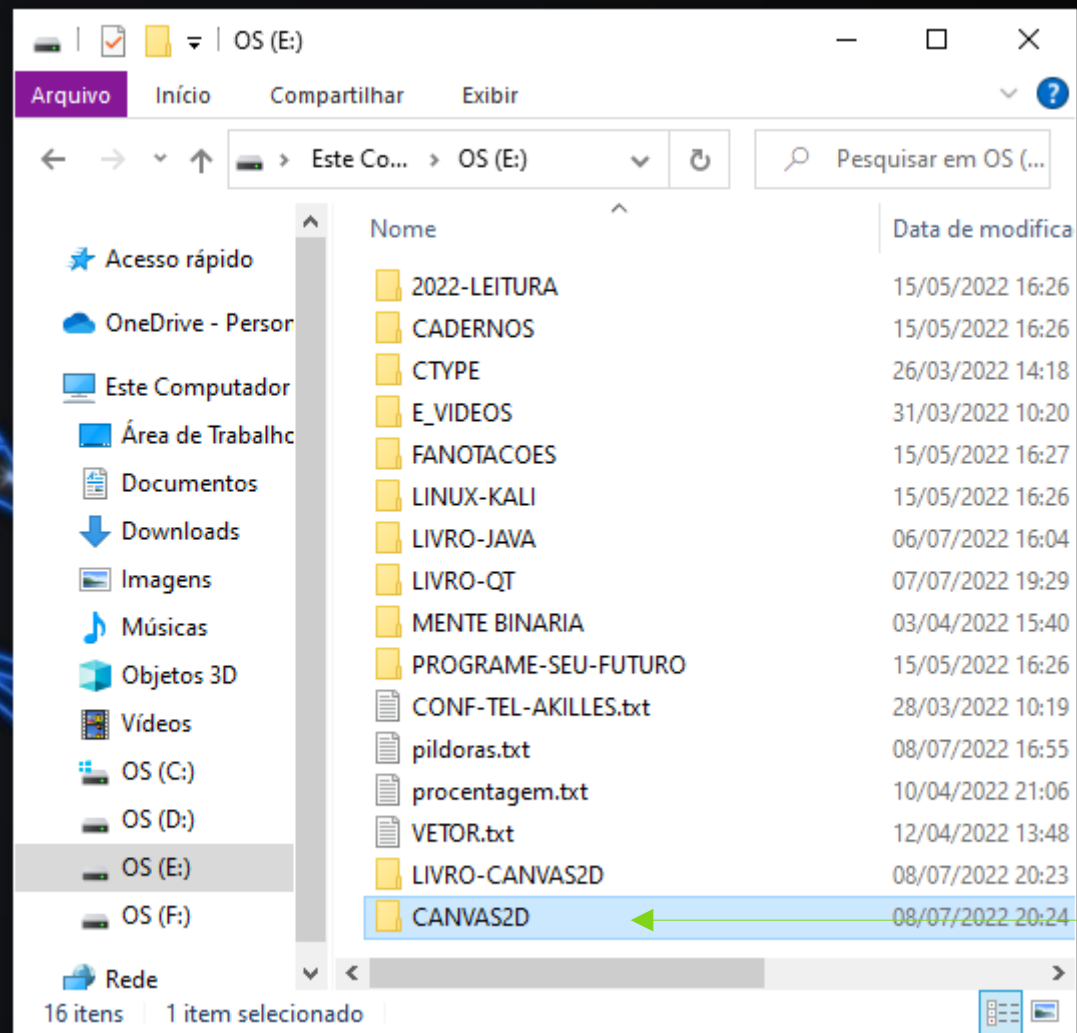 OS (E:)
Arquivo Início Compartilhar Exibir
Este Co... OS (E:) Pesquisar em OS (...
Nome Data de modifica
Acesso rápido
OneDrive - Person
Este Computador
Área de Trabalho
Documentos
Downloads
Imagens
Músicas
Objetos 3D
Vídeos
OS (C:)
OS (D:)
OS (E:)
OS (F:)
Rede
2022-LEITURA 15/05/2022 16:26
CADERNOS 15/05/2022 16:26
CTYPE 26/03/2022 14:18
E_VIDEOS 31/03/2022 10:20
FANOTACOES 15/05/2022 16:27
LINUX-KALI 15/05/2022 16:26
LIVRO-JAVA 06/07/2022 16:04
LIVRO-QT 07/07/2022 19:29
MENTE BINARIA 03/04/2022 15:40
PROGRAME-SEU-FUTURO 15/05/2022 16:26
CONF-TEL-AKILLES.txt 28/03/2022 10:19
pildoras.txt 08/07/2022 16:55
procentagem.txt 10/04/2022 21:06
VETOR.txt 12/04/2022 13:48
LIVRO-CANVAS2D 08/07/2022 20:23
CANVAS2D 08/07/2022 20:24
16 itens 1 item selecionado